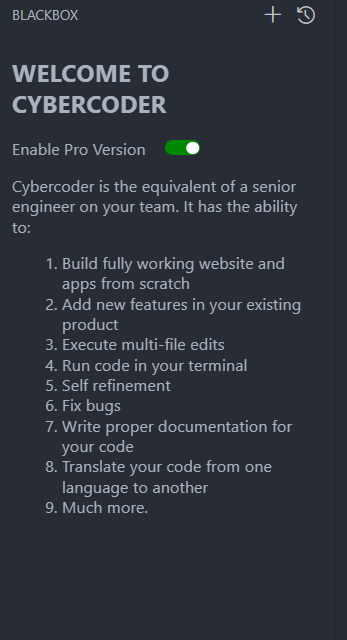 BLACKBOX
WELCOME TO
CYBERCODER
Enable Pro Version
Cybercoder is the equivalent of a senior
engineer on your team. It has the ability
to:
1. Build fully working website and
apps from scratch
2. Add new features in your existing
product
3. Execute multi-file edits
4. Run code in your terminal
5. Self refinement
6. Fix bugs
7. Write proper documentation for
your code
8. Translate your code from one
language to another
9. Much more.